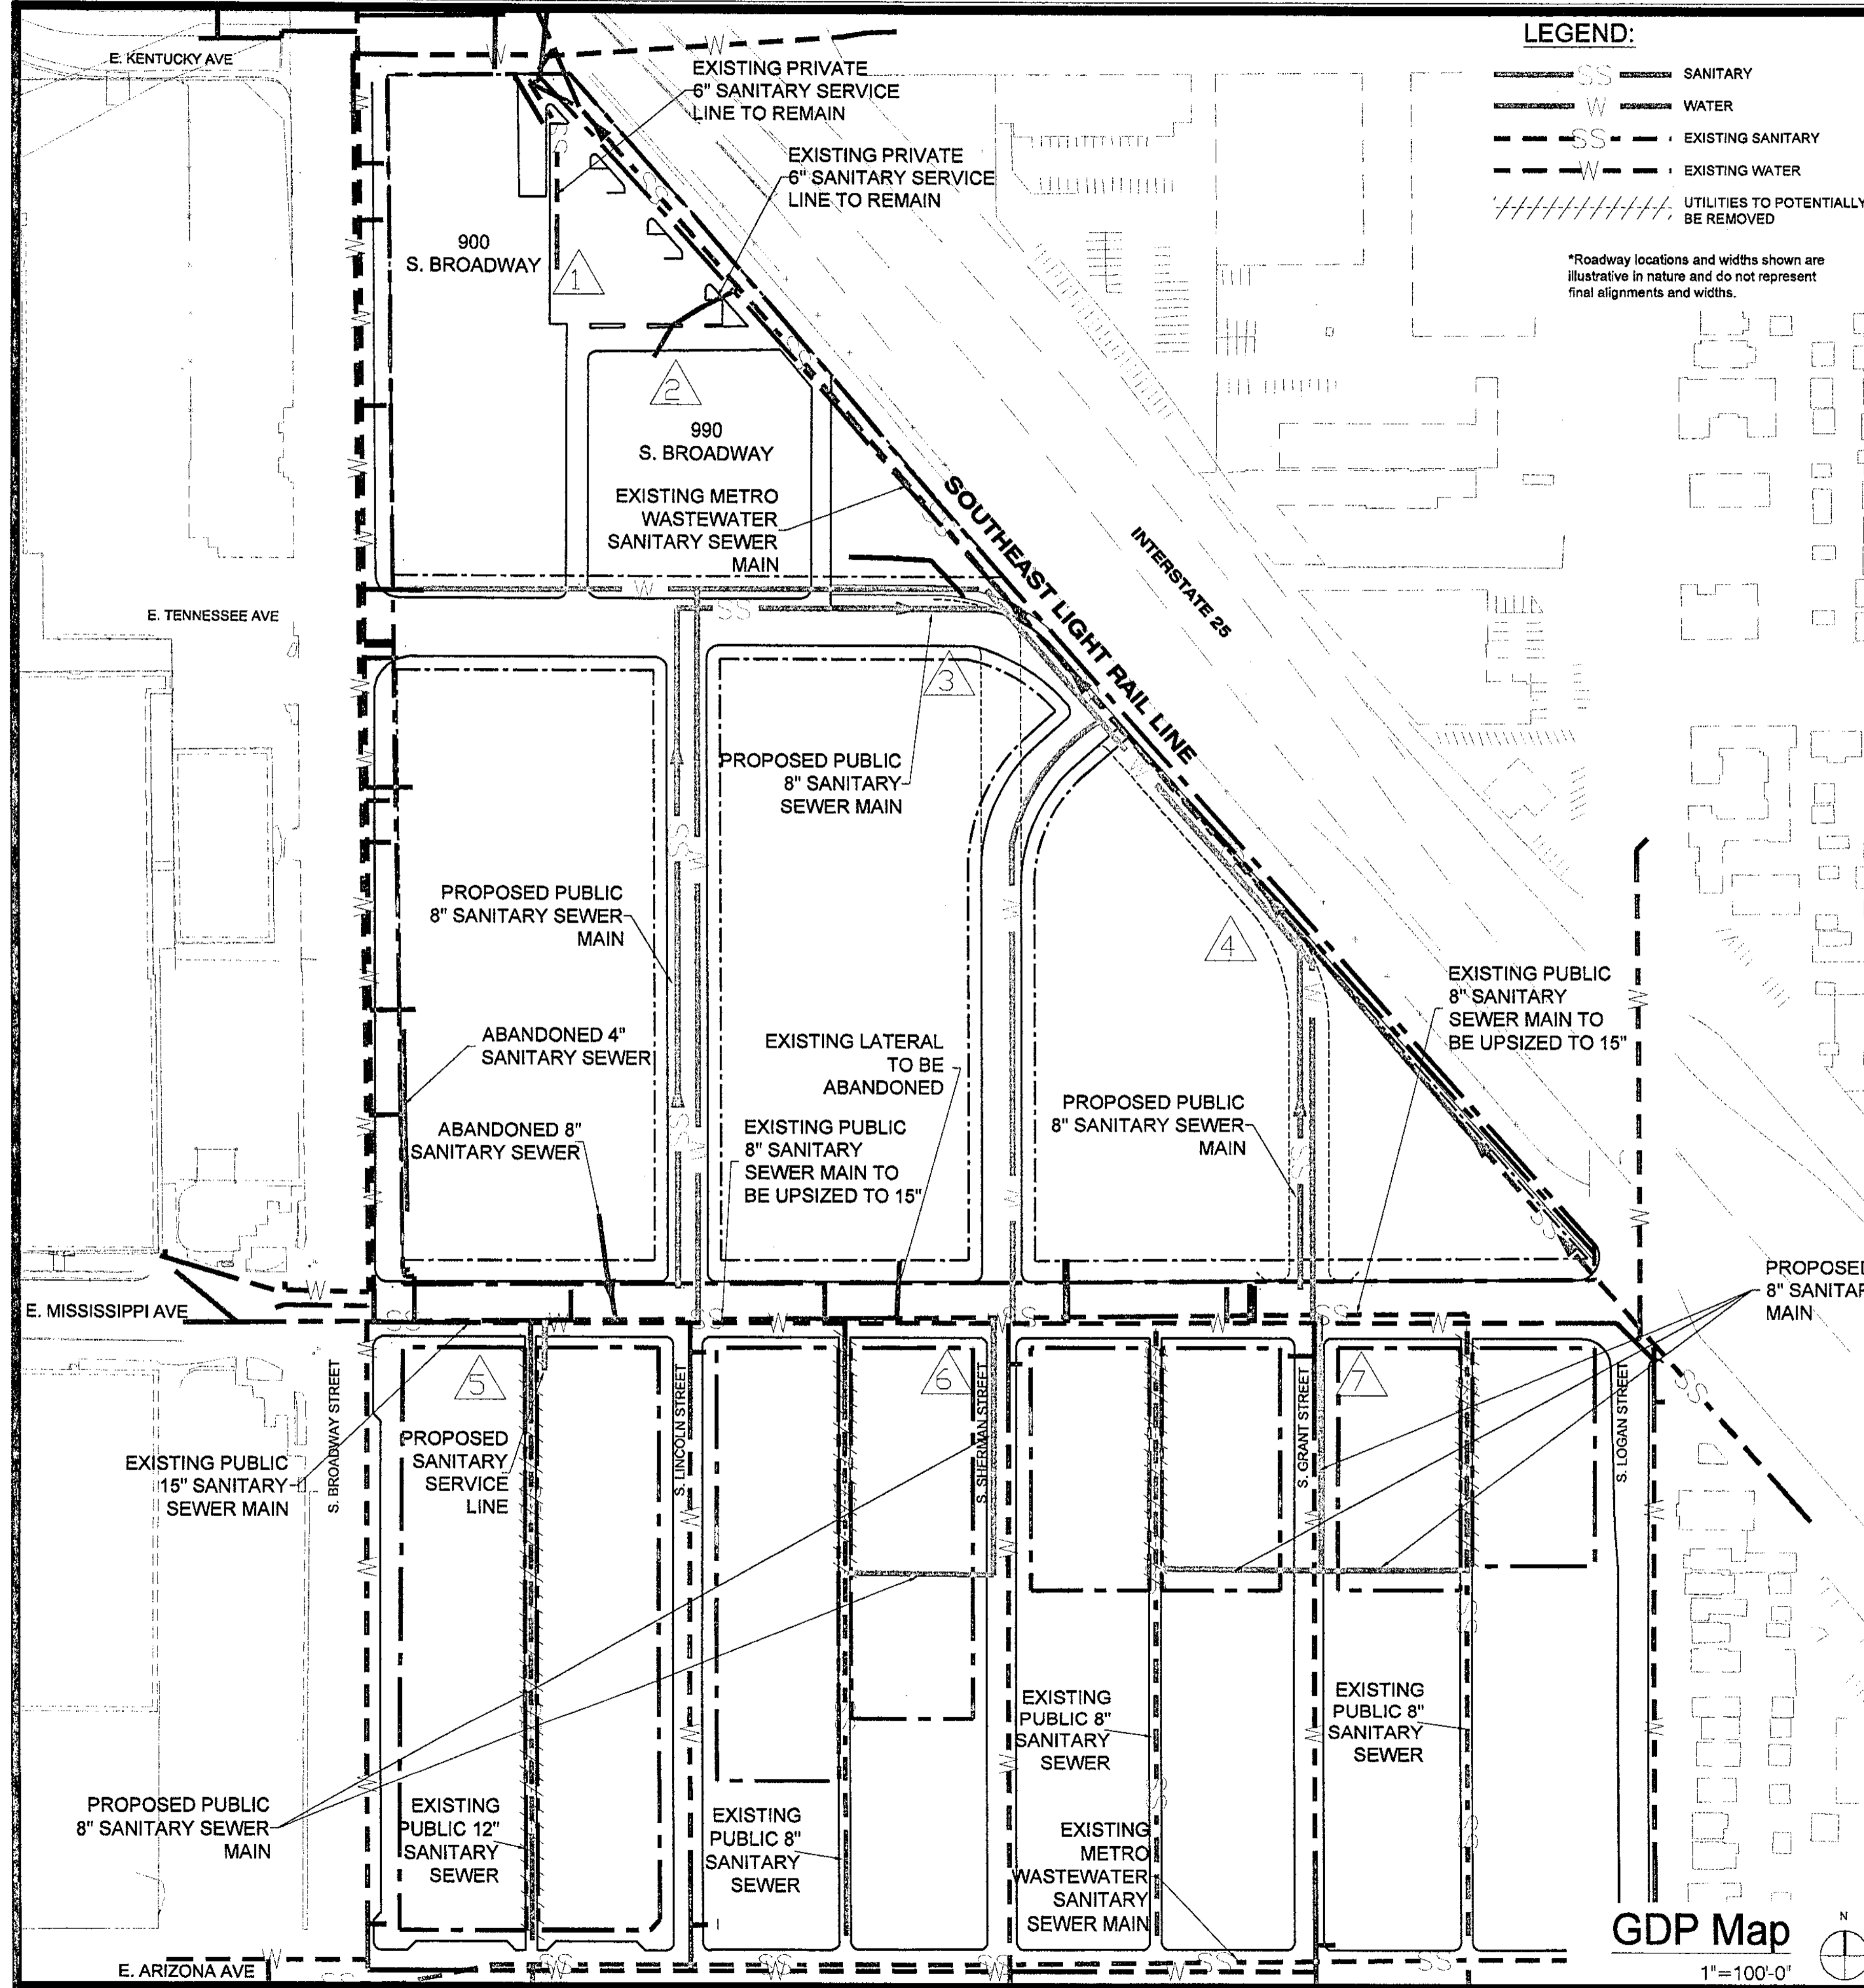 LEGEND:
SS SANITARY
W WATER
SS EXISTING SANITARY
W EXISTING WATER
UTILITIES TO POTENTIALLY
BE REMOVED
*Roadway locations and widths shown are
illustrative in nature and do not represent
final alignments and widths.
E. KENTUCKY AVE
EXISTING PRIVATE
6" SANITARY SERVICE
LINE TO REMAIN
EXISTING PRIVATE
6" SANITARY SERVICE
LINE TO REMAIN
900
S. BROADWAY
1
2
990
S. BROADWAY
EXISTING METRO
WASTEWATER
SANITARY SEWER
MAIN
SOUTHEAST LIGHT RAIL LINE
INTERSTATE 25
E. TENNESSEE AVE
3
PROPOSED PUBLIC
8" SANITARY
SEWER MAIN
PROPOSED PUBLIC
8" SANITARY SEWER
MAIN
4
EXISTING PUBLIC
8" SANITARY
SEWER MAIN TO
BE UPSIZED TO 15"
ABANDONED 4"
SANITARY SEWER
EXISTING LATERAL
TO BE
ABANDONED
PROPOSED PUBLIC
8" SANITARY SEWER
MAIN
ABANDONED 8"
SANITARY SEWER
EXISTING PUBLIC
8" SANITARY
SEWER MAIN TO
BE UPSIZED TO 15"
E. MISSISSIPPI AVE
PROPOSED
8" SANITAR
MAIN
5
6
7
S. BROADWAY STREET
S. LINCOLN STREET
S. SHERMAN STREET
S. GRANT STREET
S. LOGAN STREET
EXISTING PUBLIC
15" SANITARY
SEWER MAIN
PROPOSED
SANITARY
SERVICE
LINE
PROPOSED PUBLIC
8" SANITARY SEWER
MAIN
EXISTING
PUBLIC 12"
SANITARY
SEWER
EXISTING
PUBLIC 8"
SANITARY
SEWER
EXISTING
PUBLIC 8"
SANITARY
SEWER
EXISTING
PUBLIC 8"
SANITARY
SEWER
EXISTING
METRO
WASTEWATER
SANITARY
SEWER MAIN
E. ARIZONA AVE
GDP Map
N
1"=100'-0"